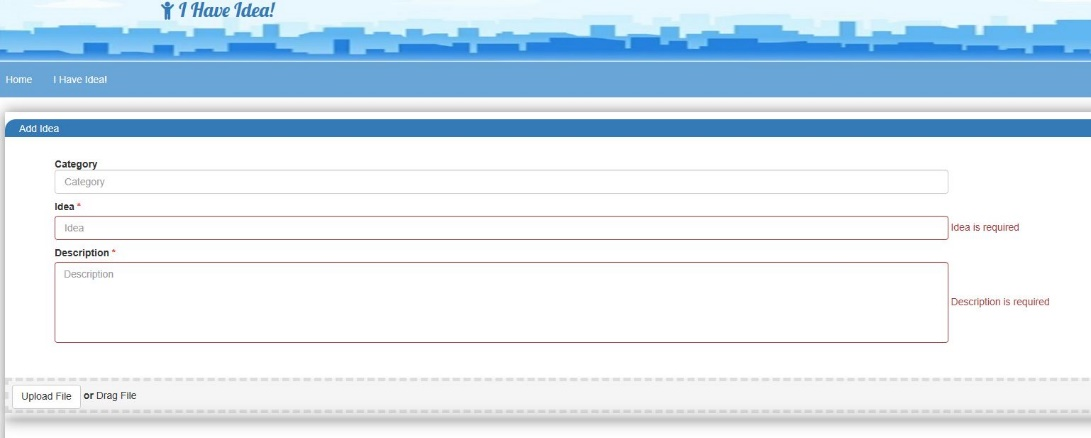 I Have Idea!
Home I Have Idea!
Add Idea
Category
Category
Idea *
Idea Idea is required
Description *
Description
Description is required
Upload File or Drag File